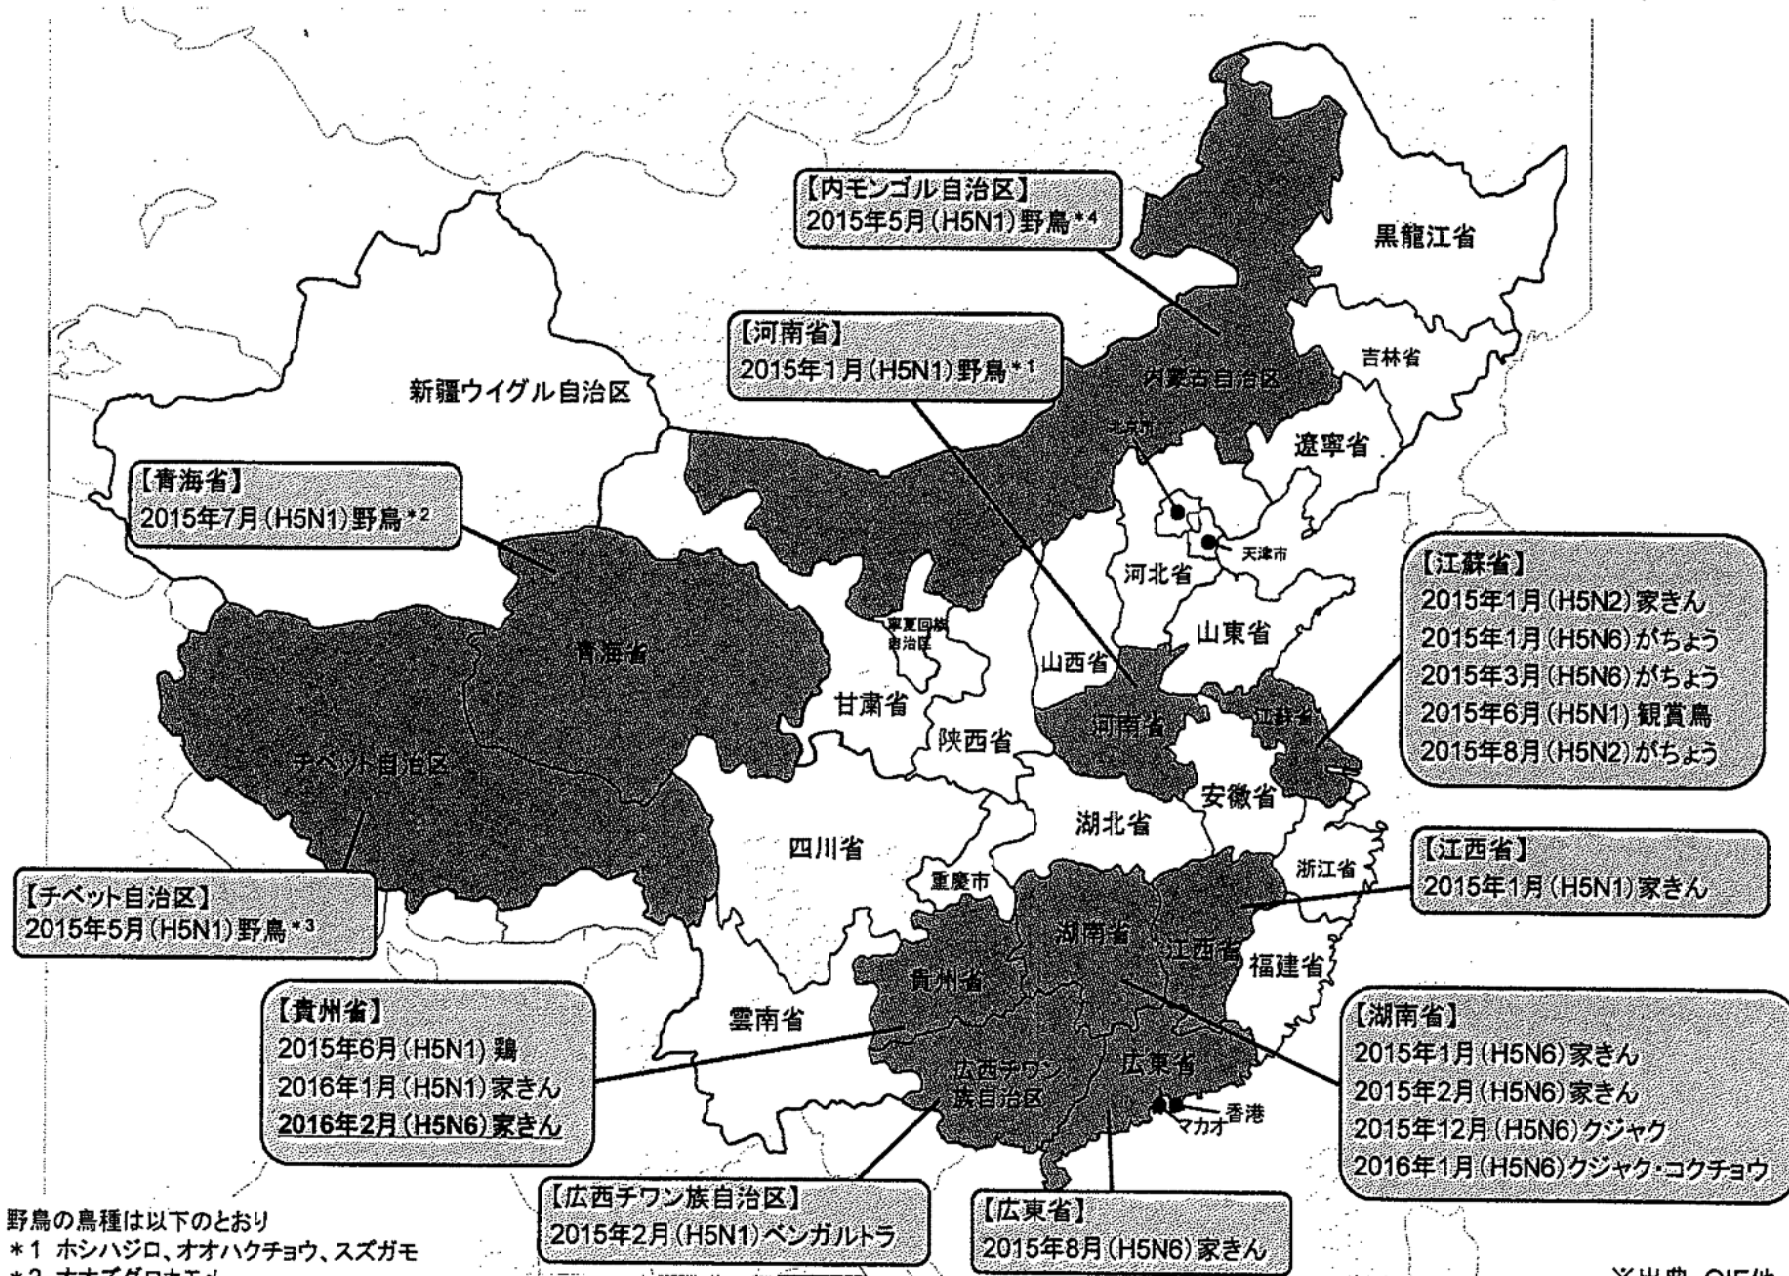 【内モンゴル自治区】
2015年5月(H5N1)野鳥*4
黒龍江省
【河南省】
2015年1月(H5N1)野鳥*1
吉林省
内蒙古自治区
新疆ウイグル自治区
北京市
遼寧省
【青海省】
2015年7月(H5N1)野鳥*2
天津市
河北省
【江蘇省】
2015年1月(H5N2)家きん
2015年1月(H5N6)がちょう
2015年3月(H5N6)がちょう
2015年6月(H5N1)観賞鳥
2015年8月(H5N2)がちょう
寧夏回族
自治区
山東省
青海省
山西省
甘粛省
河南省
江蘇省
陕西省
チベット自治区
安徽省
湖北省
四川省
重慶市
浙江省
【江西省】
2015年1月(H5N1)家きん
【チベット自治区】
2015年5月(H5N1)野鳥*3
湖南省
江西省
福建省
貴州省
雲南省
【貴州省】
2015年6月(H5N1)鶏
2016年1月(H5N1)家きん
2016年2月(H5N6)家きん
広西チワン
族自治区
広東省
香港
マカオ
【湖南省】
2015年1月(H5N6)家きん
2015年2月(H5N6)家きん
2015年12月(H5N6)クジャク
2016年1月(H5N6)クジャク・コクチョウ
【広西チワン族自治区】
2015年2月(H5N1)ベンガルトラ
【広東省】
2015年8月(H5N6)家きん
野鳥の鳥種は以下のとおり
*1 ホシハジロ、オオハクチョウ、スズガモ
※出典 OIE他